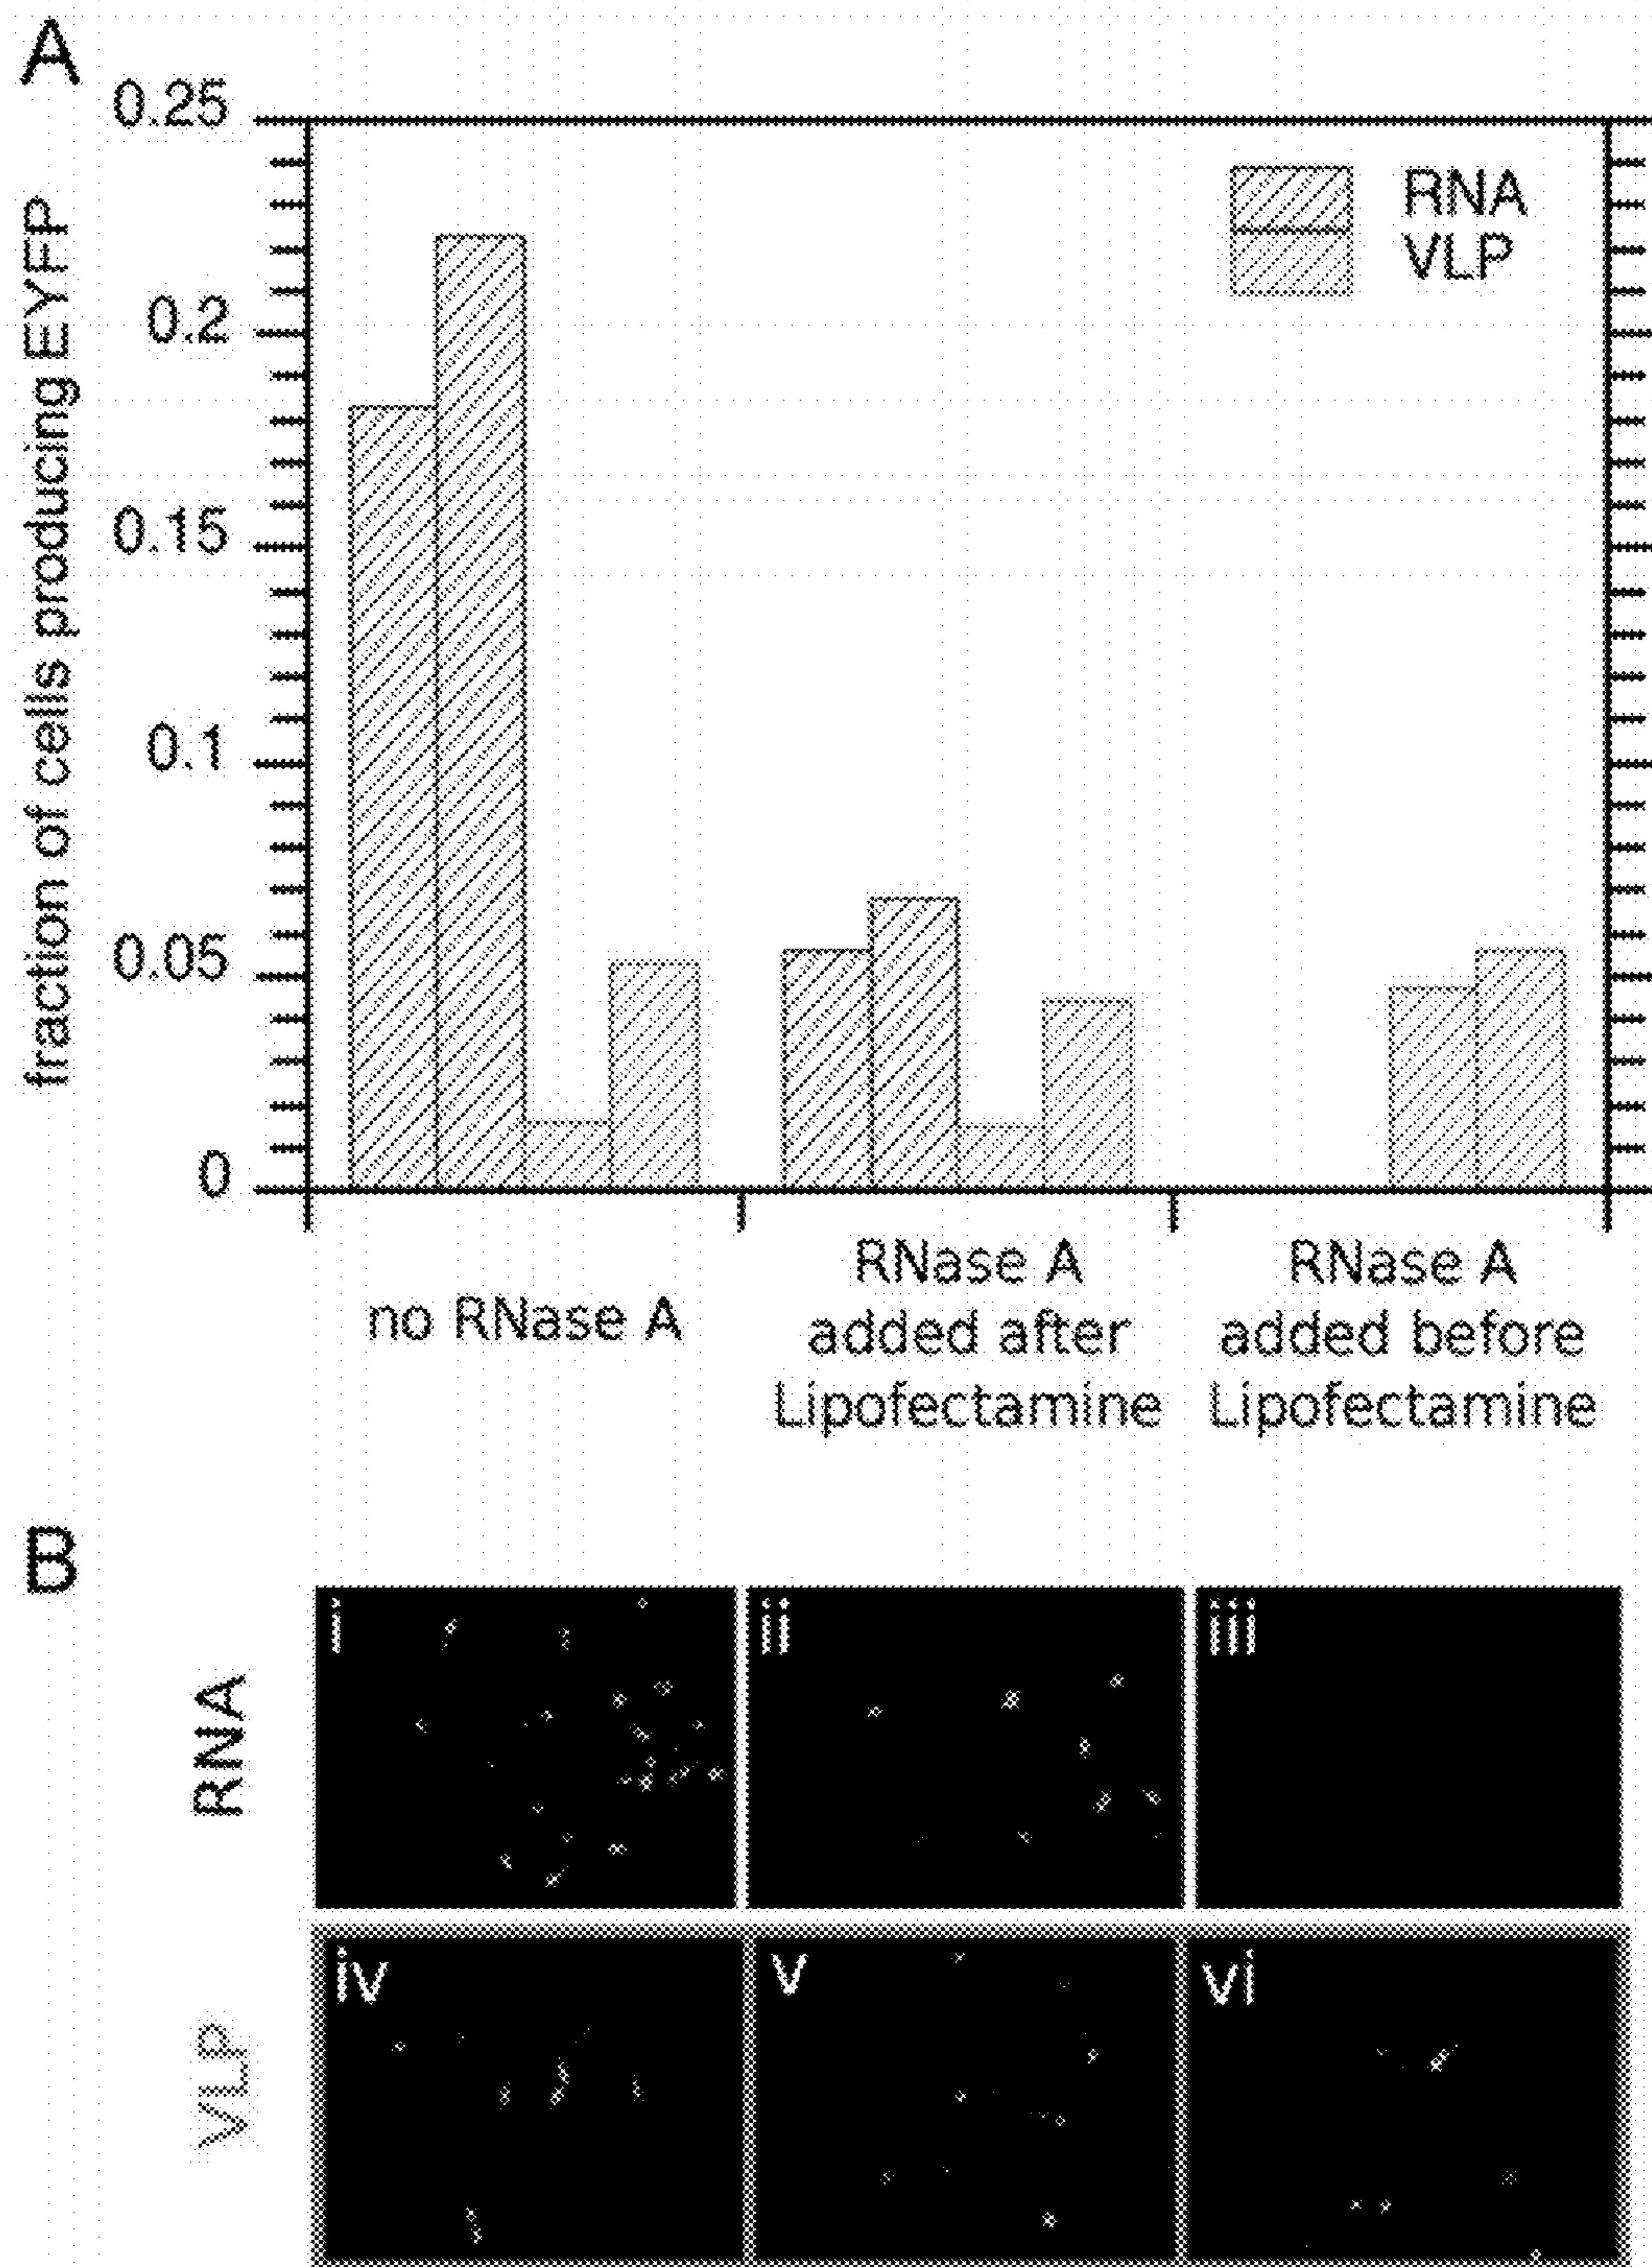 A
0.25
0.2
0.15
0.1
0.05
0
fraction of cells producing EYFP
RNA
VLP
no RNase A
RNase A
added after
Lipofectamine
RNase A
added before
Lipofectamine
B
RNA
i
ii
iii
VLP
iv
v
vi